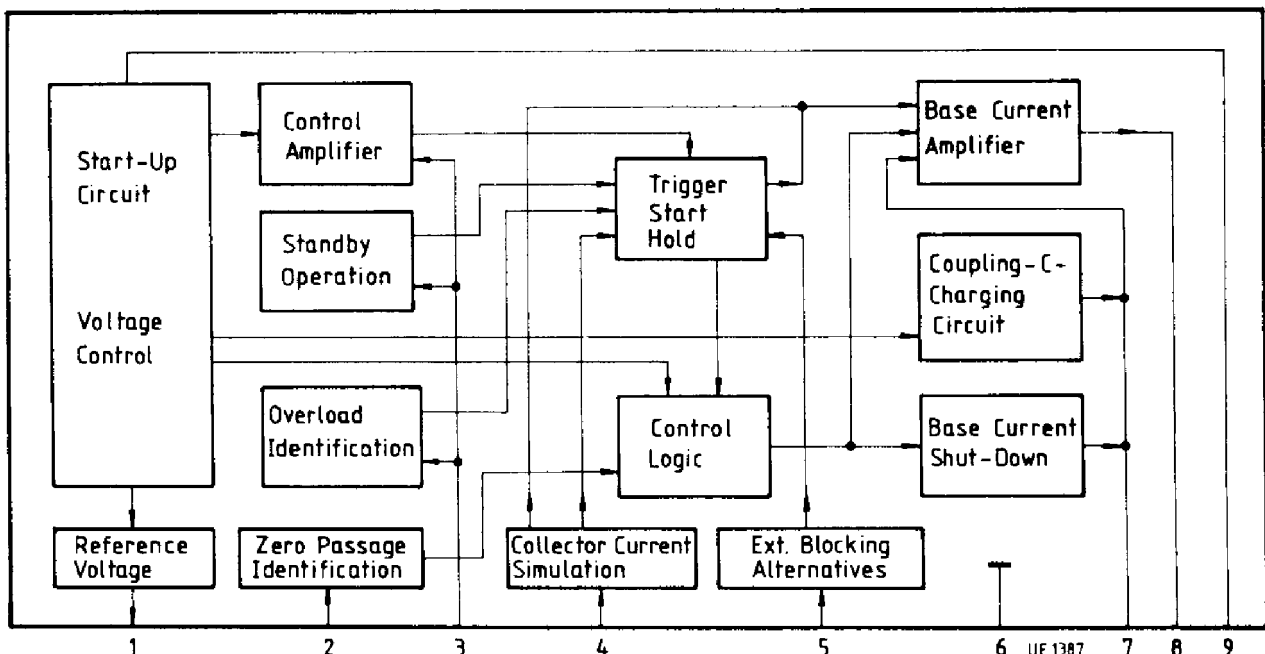 Start-Up
Circuit
Voltage
Control
Control
Amplifier
Standby
Operation
Overload
Identification
Trigger
Start
Hold
Control
Logic
Base Current
Amplifier
Coupling-C-
Charging
Circuit
Base Current
Shut-Down
Reference
Voltage
Zero Passage
Identification
Collector Current
Simulation
Ext. Blocking
Alternatives
1 2 3 4 5 6 UE 1387 7 8 9